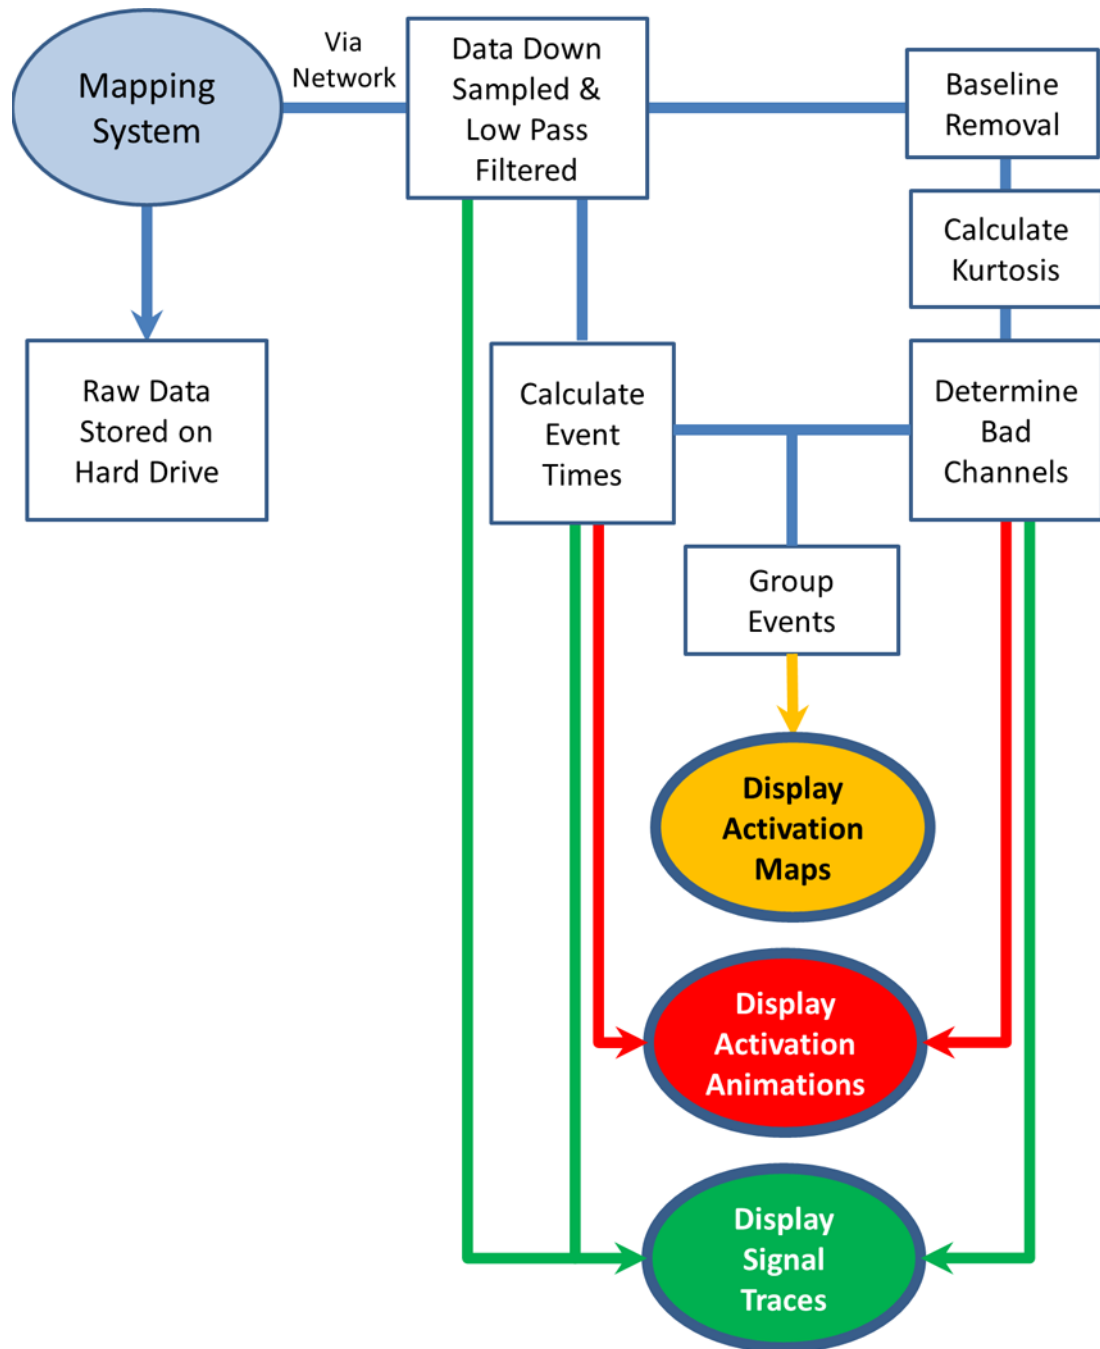 Mapping
System
Via
Network
Data Down
Sampled &
Low Pass
Filtered
Baseline
Removal
Calculate
Kurtosis
Raw Data
Stored on
Hard Drive
Calculate
Event
Times
Determine
Bad
Channels
Group
Events
Display
Activation
Maps
Display
Activation
Animations
Display
Signal
Traces